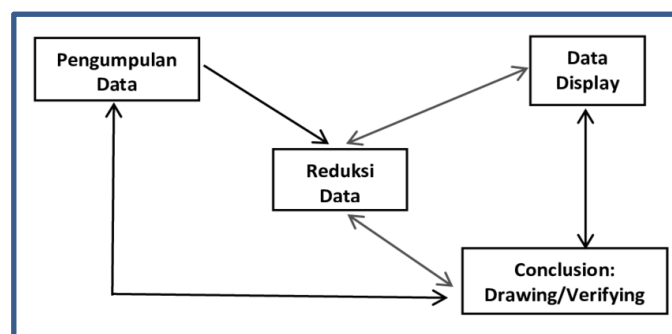 Pengumpulan
Data
Data
Display
Reduksi
Data
Conclusion:
Drawing/Verifying